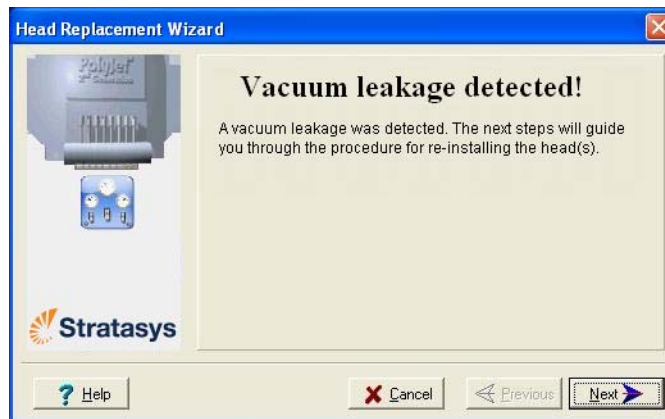 Head Replacement Wizard
PolyJet
Vacuum leakage detected!
A vacuum leakage was detected. The next steps will guide
you through the procedure for re-installing the head(s).
Stratasys
? Help
Cancel
Previous
Next